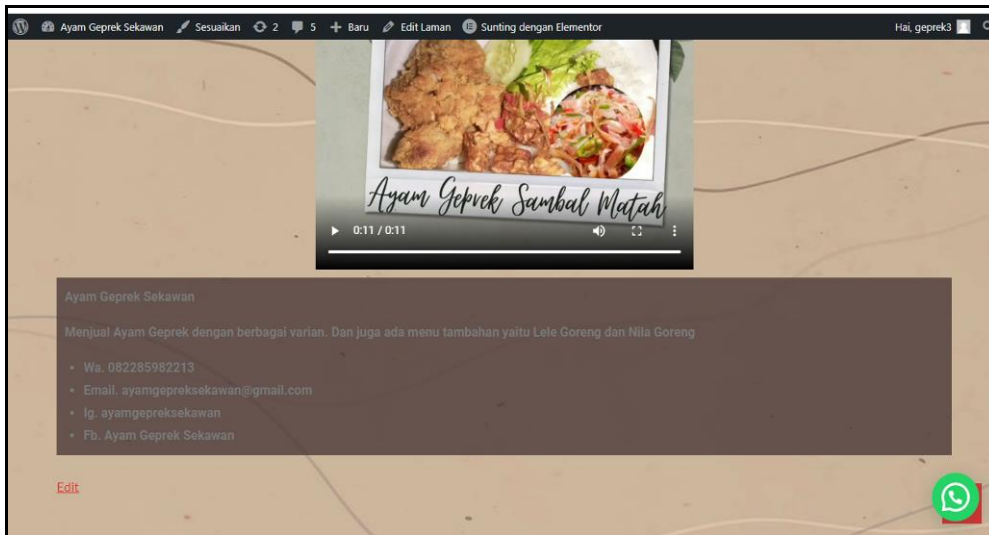 Ayam Geprek Sekawan Sesuaikan 2 5 Baru Edit Laman Sunting dengan Elementor Hai, geprek3
Ayam Geprek Sambal Matah
0:11 / 0:11
Ayam Geprek Sekawan
Menjual Ayam Geprek dengan berbagai varian. Dan juga ada menu tambahan yaitu Lele Goreng dan Nila Goreng
• Wa. 082285982213
• Email. ayamgepreksekawan@gmail.com
• Ig. ayamgepreksekawan
• Fb. Ayam Geprek Sekawan
Edit